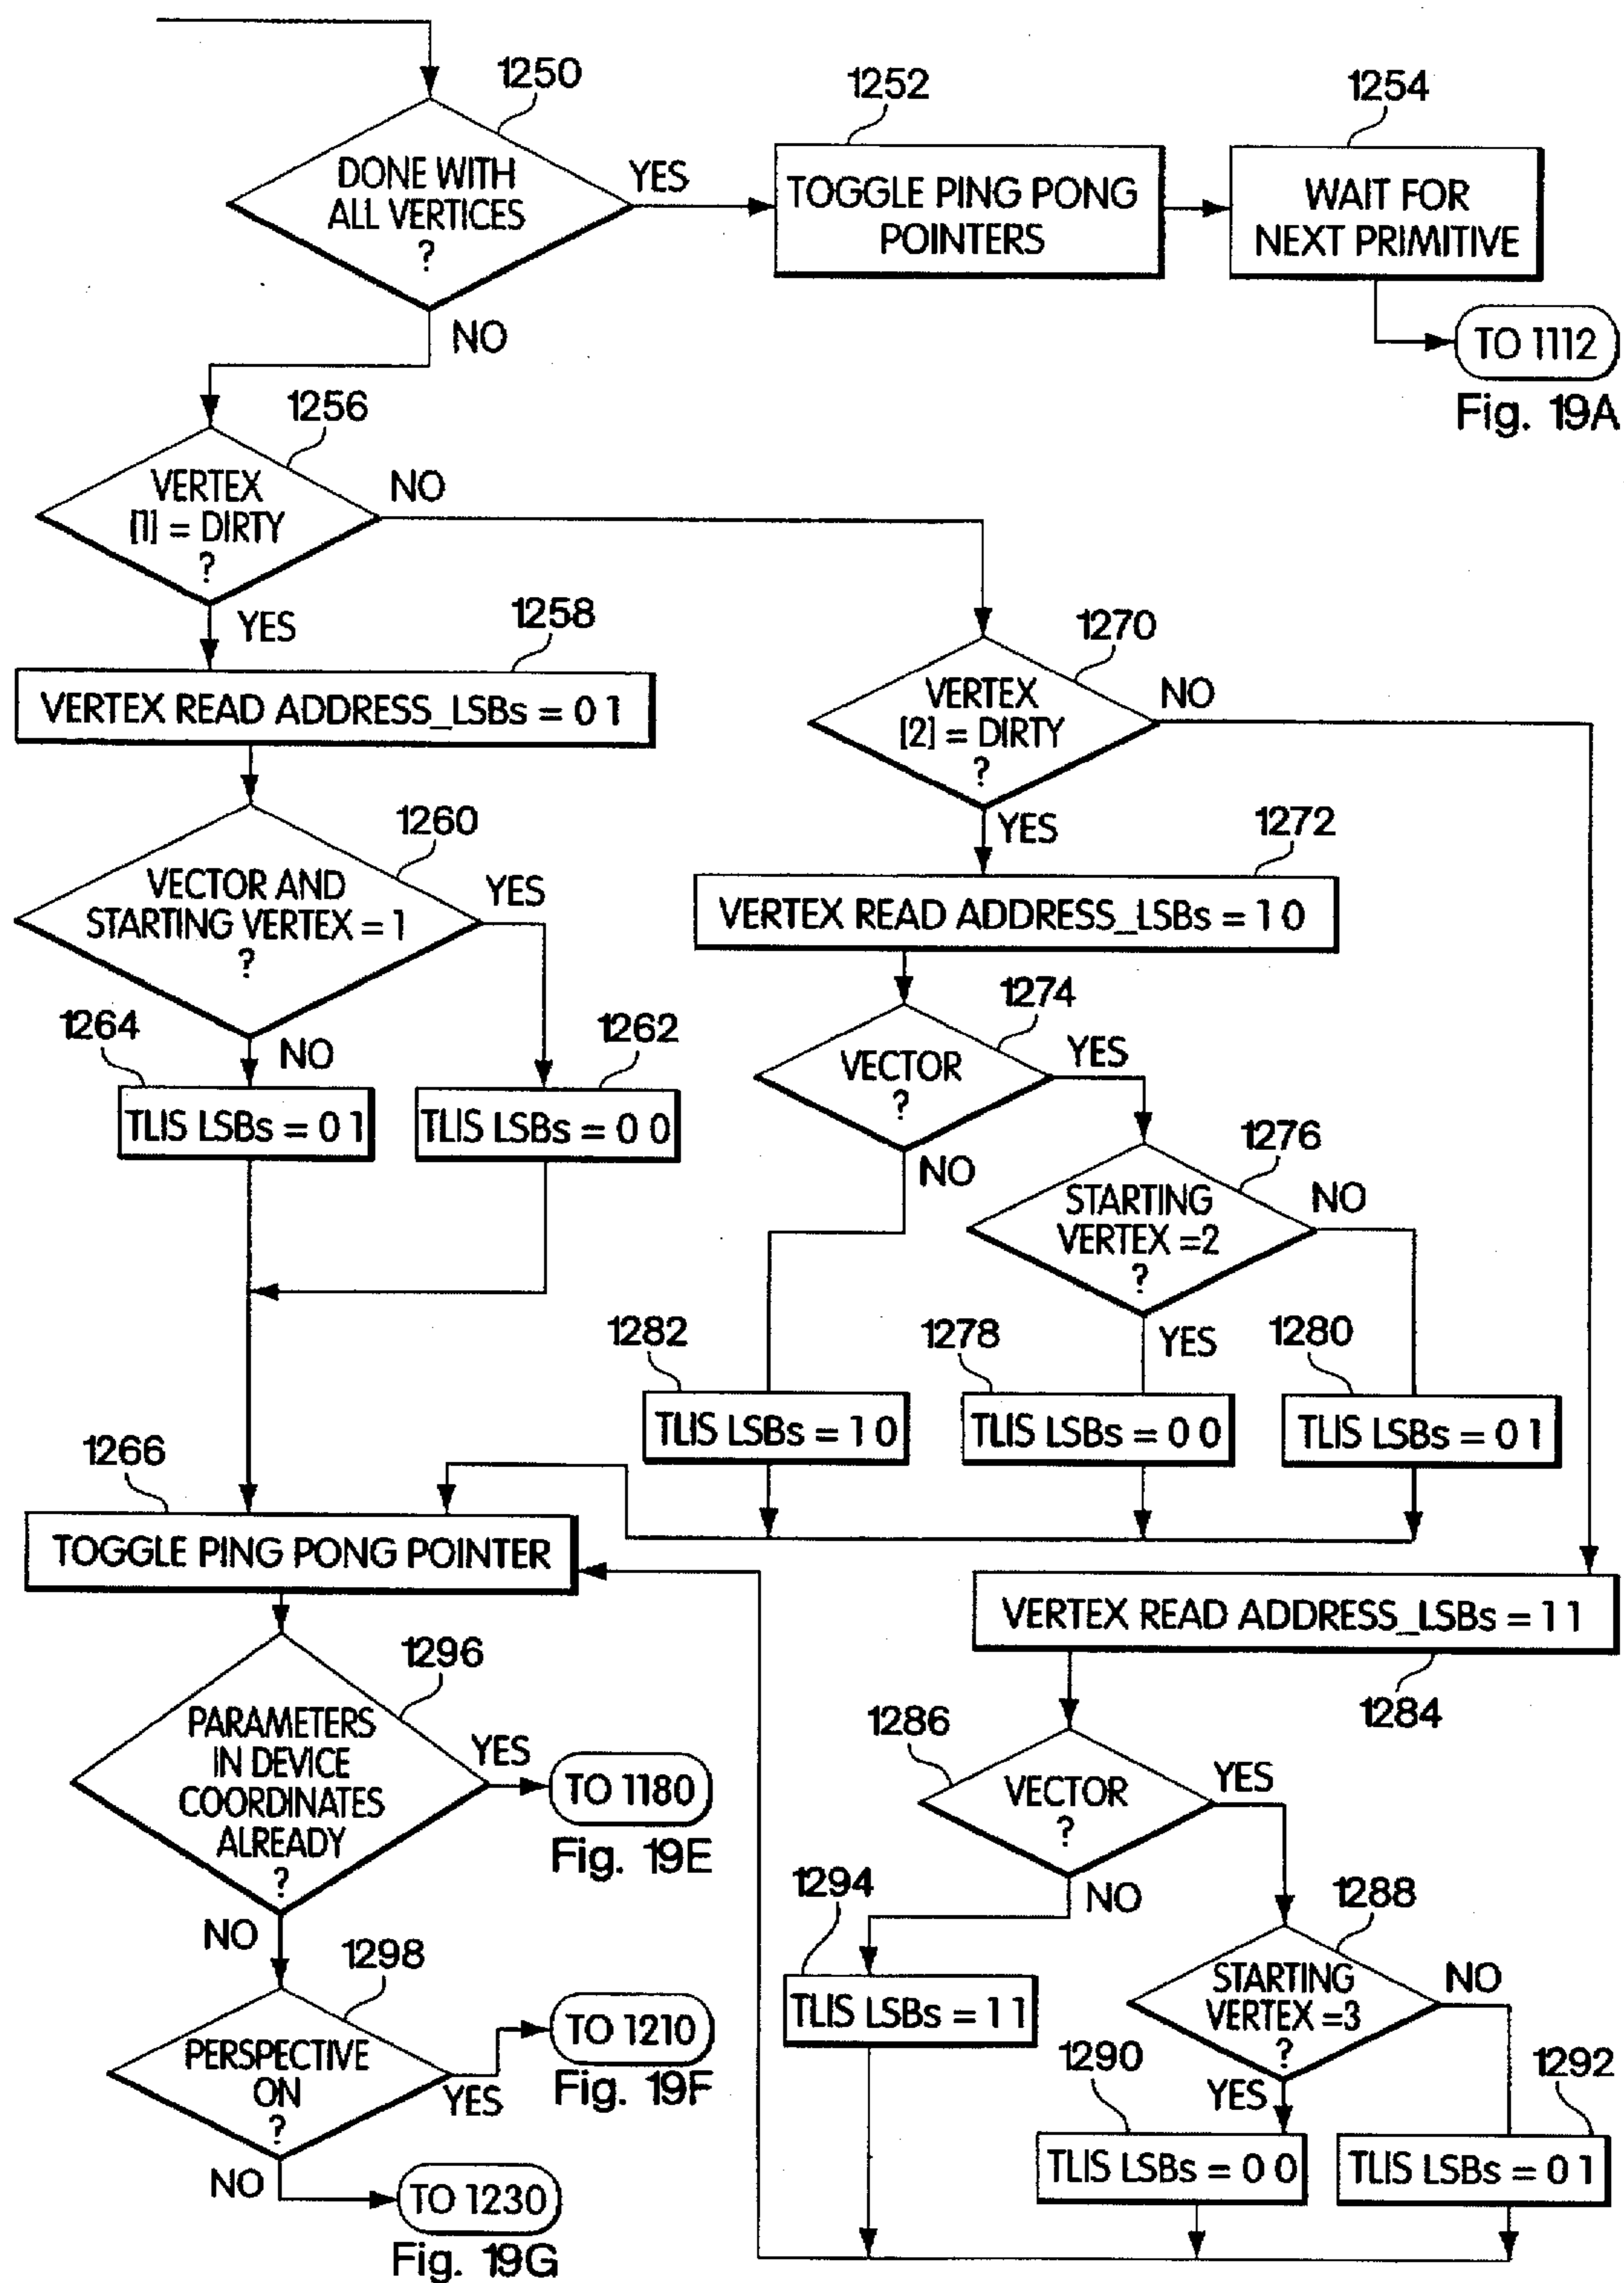 1250
DONE WITH
ALL VERTICES
?
YES
NO
1252
TOGGLE PING PONG
POINTERS
1254
WAIT FOR
NEXT PRIMITIVE
TO 1112
Fig. 19A
1256
VERTEX
[1] = DIRTY
?
NO
YES
1258
VERTEX READ ADDRESS_LSBs = 0 1
1260
VECTOR AND
STARTING VERTEX = 1
?
YES
NO
1264
TLIS LSBs = 0 1
1262
TLIS LSBs = 0 0
1270
VERTEX
[2] = DIRTY
?
NO
YES
1272
VERTEX READ ADDRESS_LSBs = 1 0
1274
VECTOR
?
YES
NO
1276
STARTING
VERTEX =2
?
NO
YES
1282
TLIS LSBs = 1 0
1278
TLIS LSBs = 0 0
1280
TLIS LSBs = 0 1
1266
TOGGLE PING PONG POINTER
VERTEX READ ADDRESS_LSBs = 1 1
1284
1286
VECTOR
?
YES
NO
1288
STARTING
VERTEX =3
?
NO
YES
1294
TLIS LSBs = 1 1
1290
TLIS LSBs = 0 0
1292
TLIS LSBs = 0 1
1296
PARAMETERS
IN DEVICE
COORDINATES
ALREADY
?
YES
TO 1180
Fig. 19E
NO
1298
PERSPECTIVE
ON
?
YES
TO 1210
Fig. 19F
NO
TO 1230
Fig. 19G